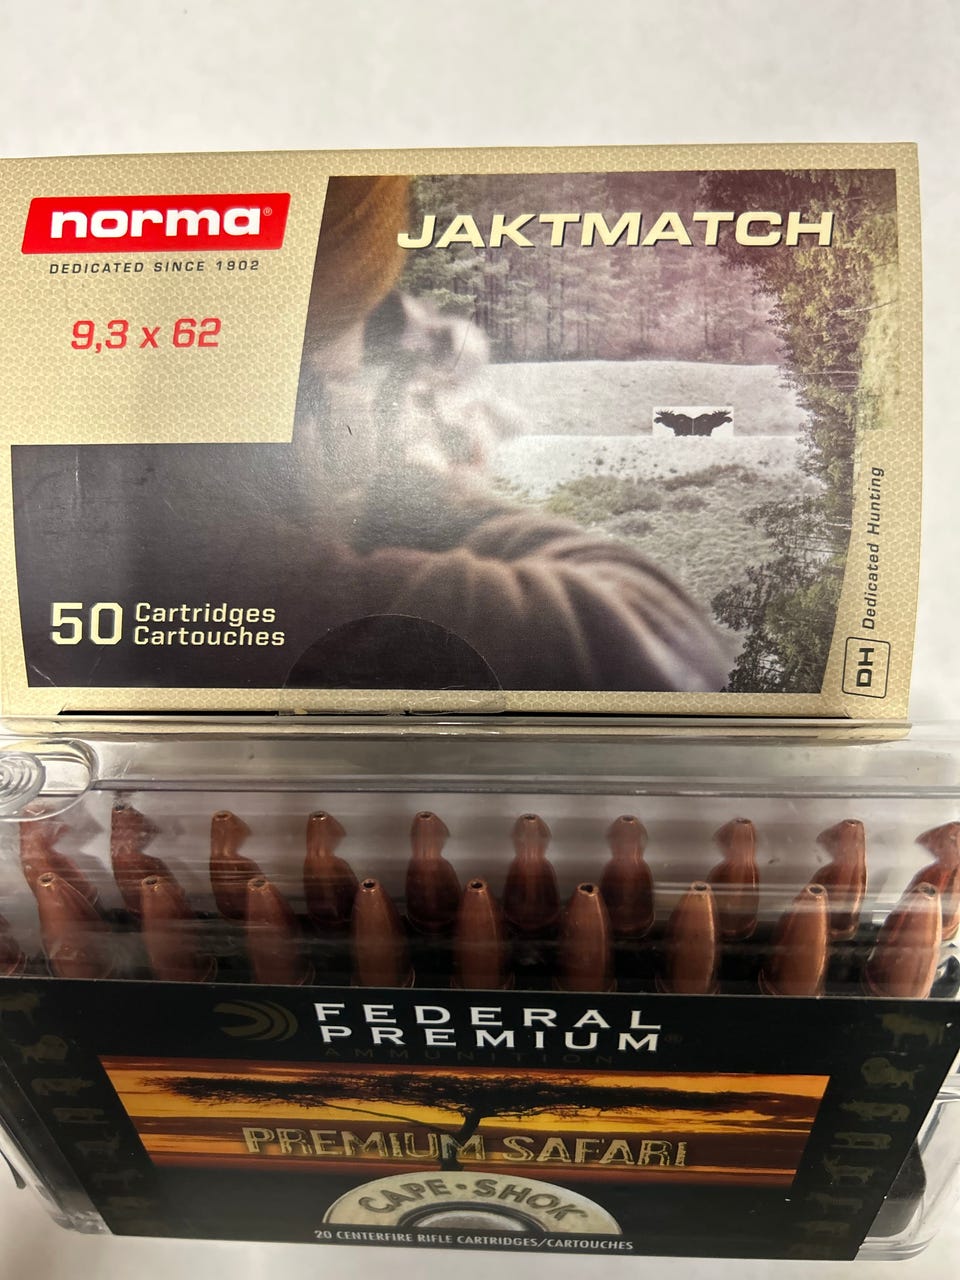 norma®
DEDICATED SINCE 1902
9,3 x 62
JAKTMATCH
50 Cartridges
Cartouches
DH Dedicated Hunting
FEDERAL
PREMIUM®
AMMUNITION
PREMIUM SAFARI
CAPE•SHOK
20 CENTERFIRE RIFLE CARTRIDGES/CARTOUCHES